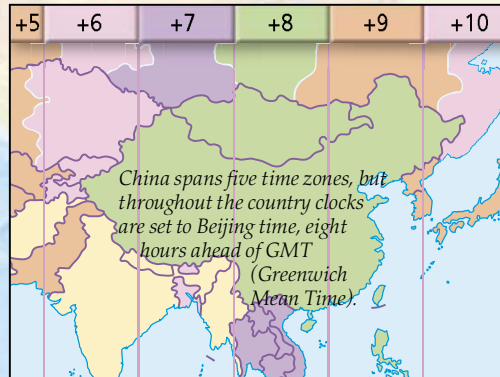 +5 +6 +7 +8 +9 +10
China spans five time zones, but
throughout the country clocks
are set to Beijing time, eight
hours ahead of GMT
(Greenwich
Mean Time).